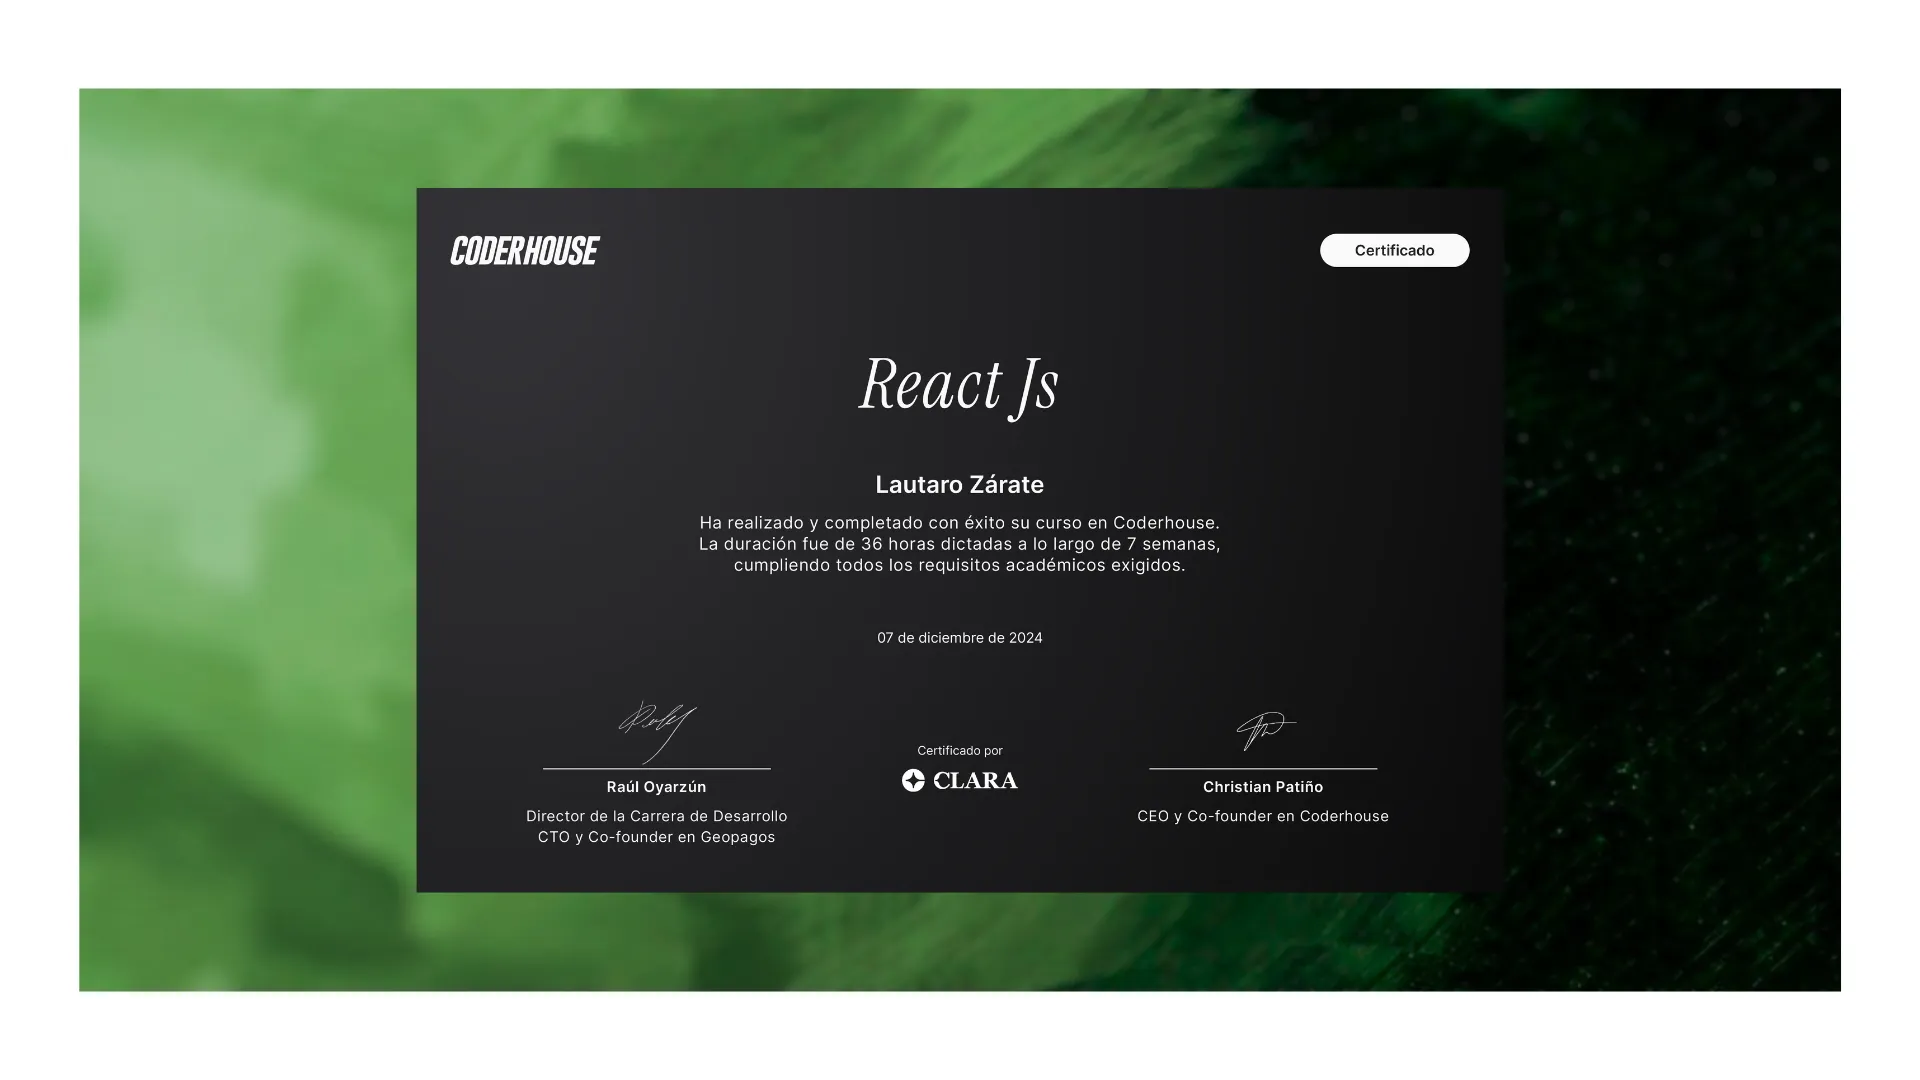 CODERHOUSE
Certificado
React Js
Lautaro Zárate
Ha realizado y completado con éxito su curso en Coderhouse.
La duración fue de 36 horas dictadas a lo largo de 7 semanas,
cumpliendo todos los requisitos académicos exigidos.
07 de diciembre de 2024
Raúl Oyarzún
Director de la Carrera de Desarrollo
CTO y Co-founder en Geopagos
Certificado por
CLARA
Christian Patiño
CEO y Co-founder en Coderhouse